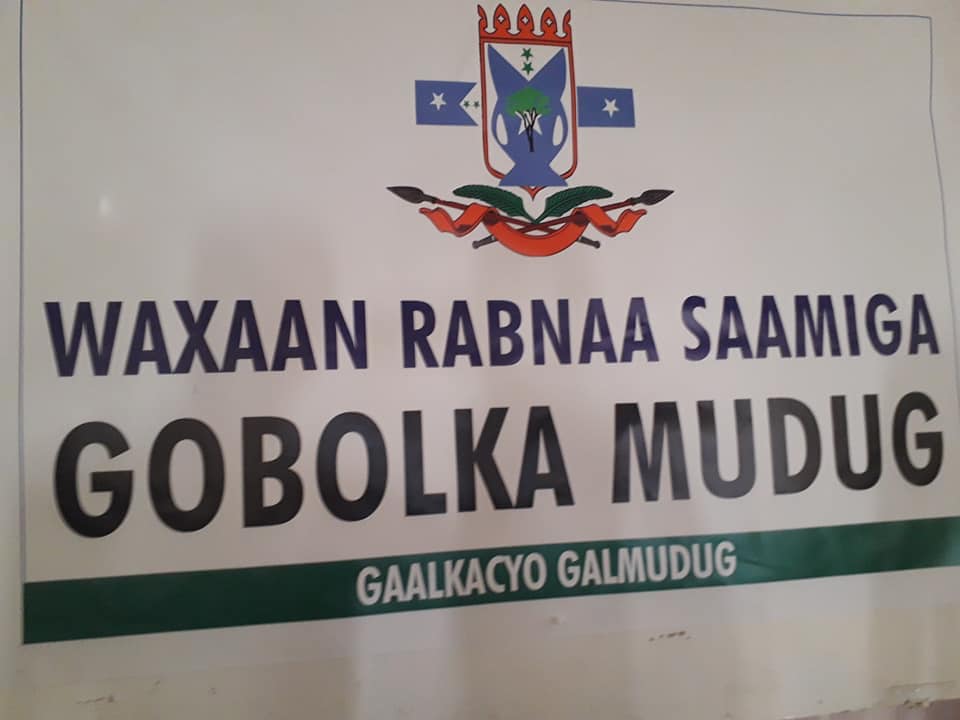 WAXAAN RABNAA SAAMIGA
GOBOLKA MUDUG
GAALKACYO GALMUDUG